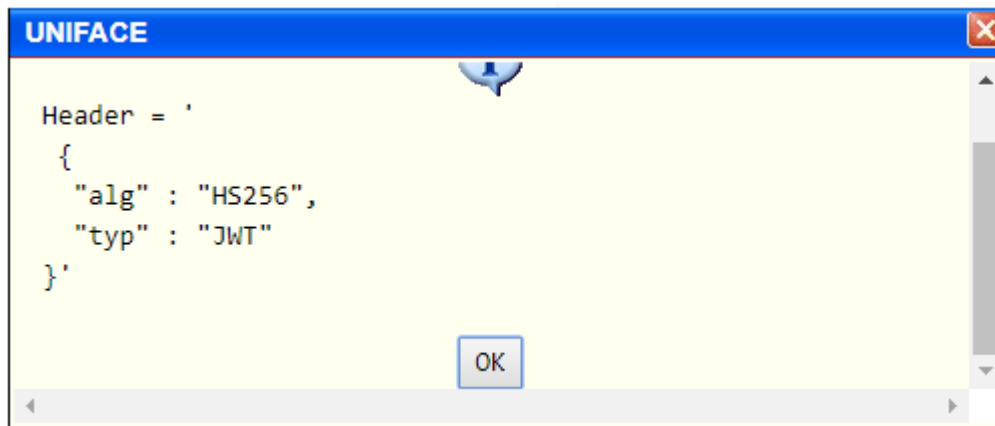 UNIFACE
Header = '
{
"alg" : "HS256",
"typ" : "JWT"
}'
OK